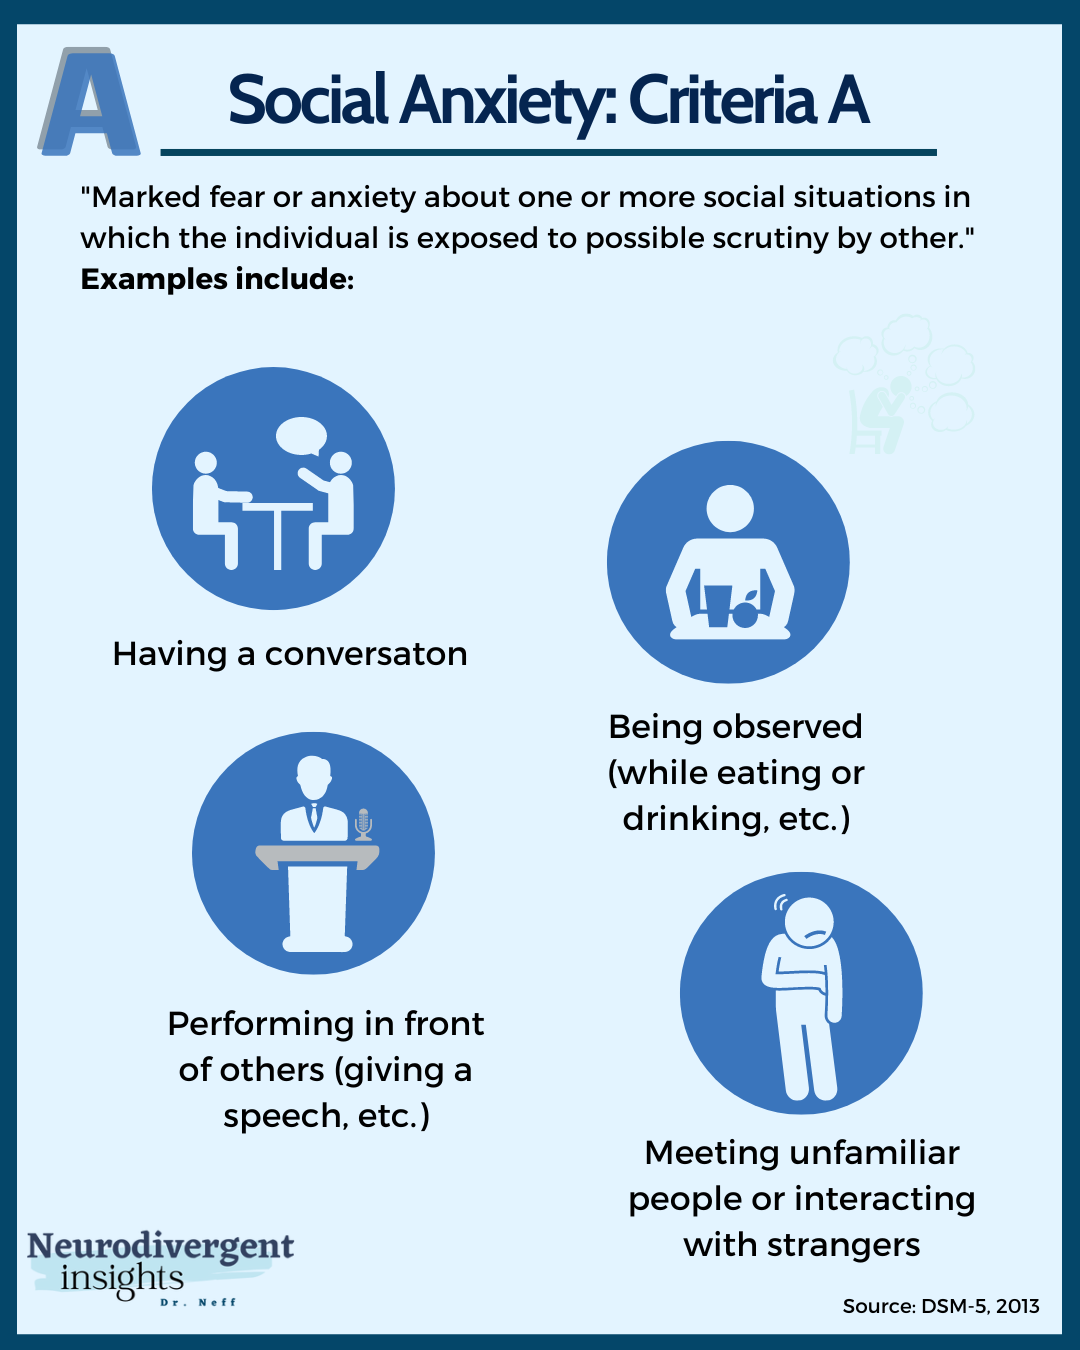 A
Social Anxiety: Criteria A
"Marked fear or anxiety about one or more social situations in
which the individual is exposed to possible scrutiny by other."
Examples include:
Having a conversaton
Being observed
(while eating or
drinking, etc.)
Performing in front
of others (giving a
speech, etc.)
Meeting unfamiliar
people or interacting
with strangers
Neurodivergent
insights
Dr. Neff
Source: DSM-5, 2013